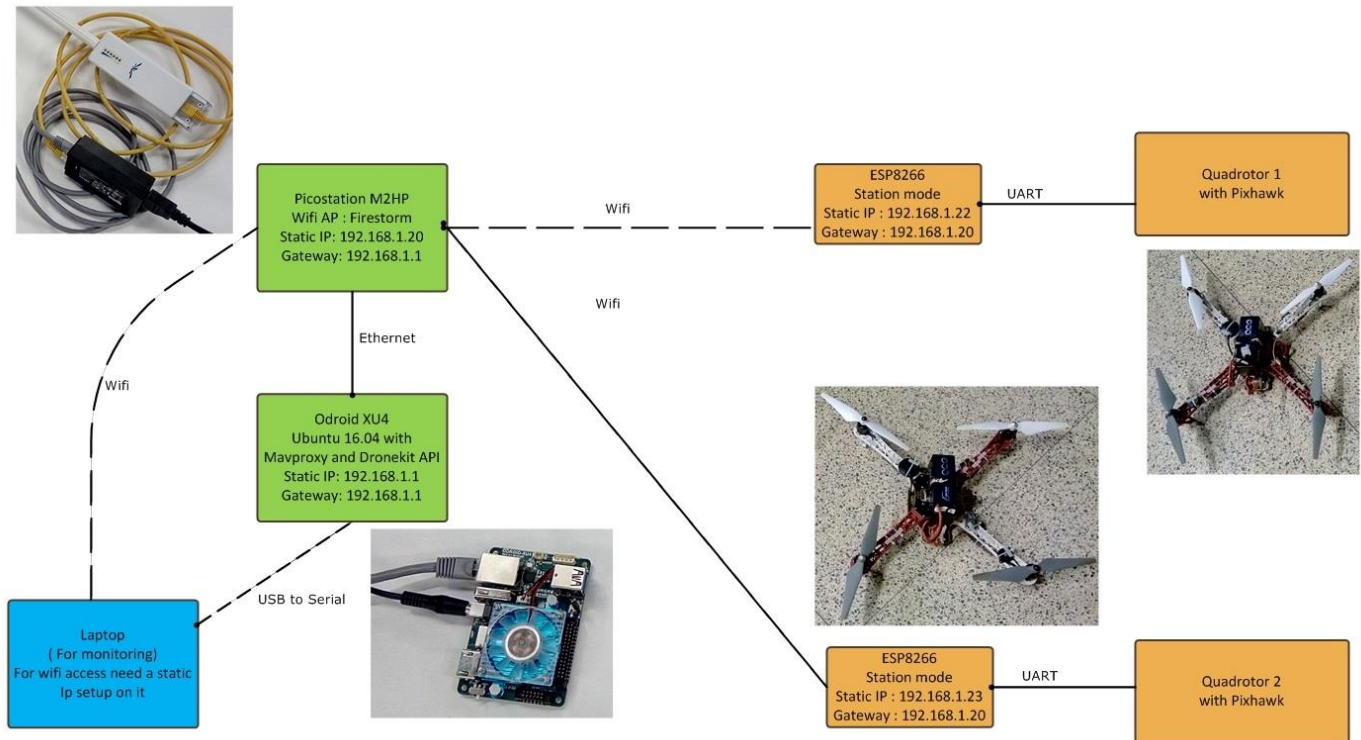 Picostation M2HP
Wifi AP : Firestorm
Static IP: 192.168.1.20
Gateway: 192.168.1.1
Wifi
ESP8266
Station mode
Static IP : 192.168.1.22
Gateway : 192.168.1.20
UART
Quadrotor 1
with Pixhawk
Wifi
Ethernet
Wifi
Odroid XU4
Ubuntu 16.04 with
Mavproxy and Dronekit API
Static IP: 192.168.1.1
Gateway: 192.168.1.1
USB to Serial
Laptop
( For monitoring)
For wifi access need a static
Ip setup on it
ESP8266
Station mode
Static IP : 192.168.1.23
Gateway : 192.168.1.20
UART
Quadrotor 2
with Pixhawk